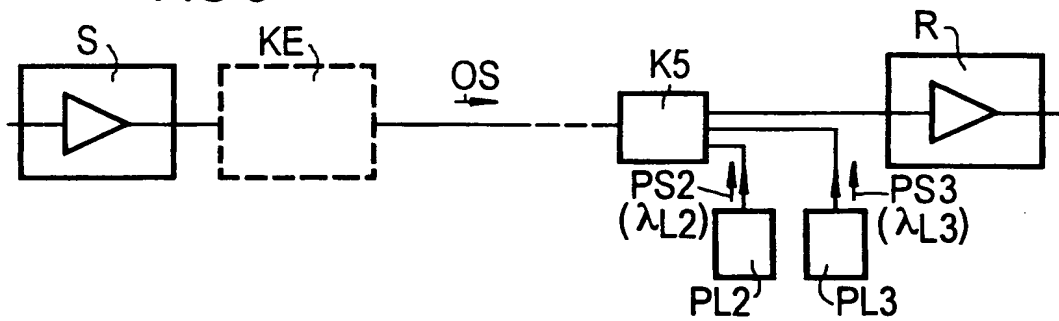 S
KE
OS
K5
R
PS2
(λL2)
PS3
(λL3)
PL2
PL3